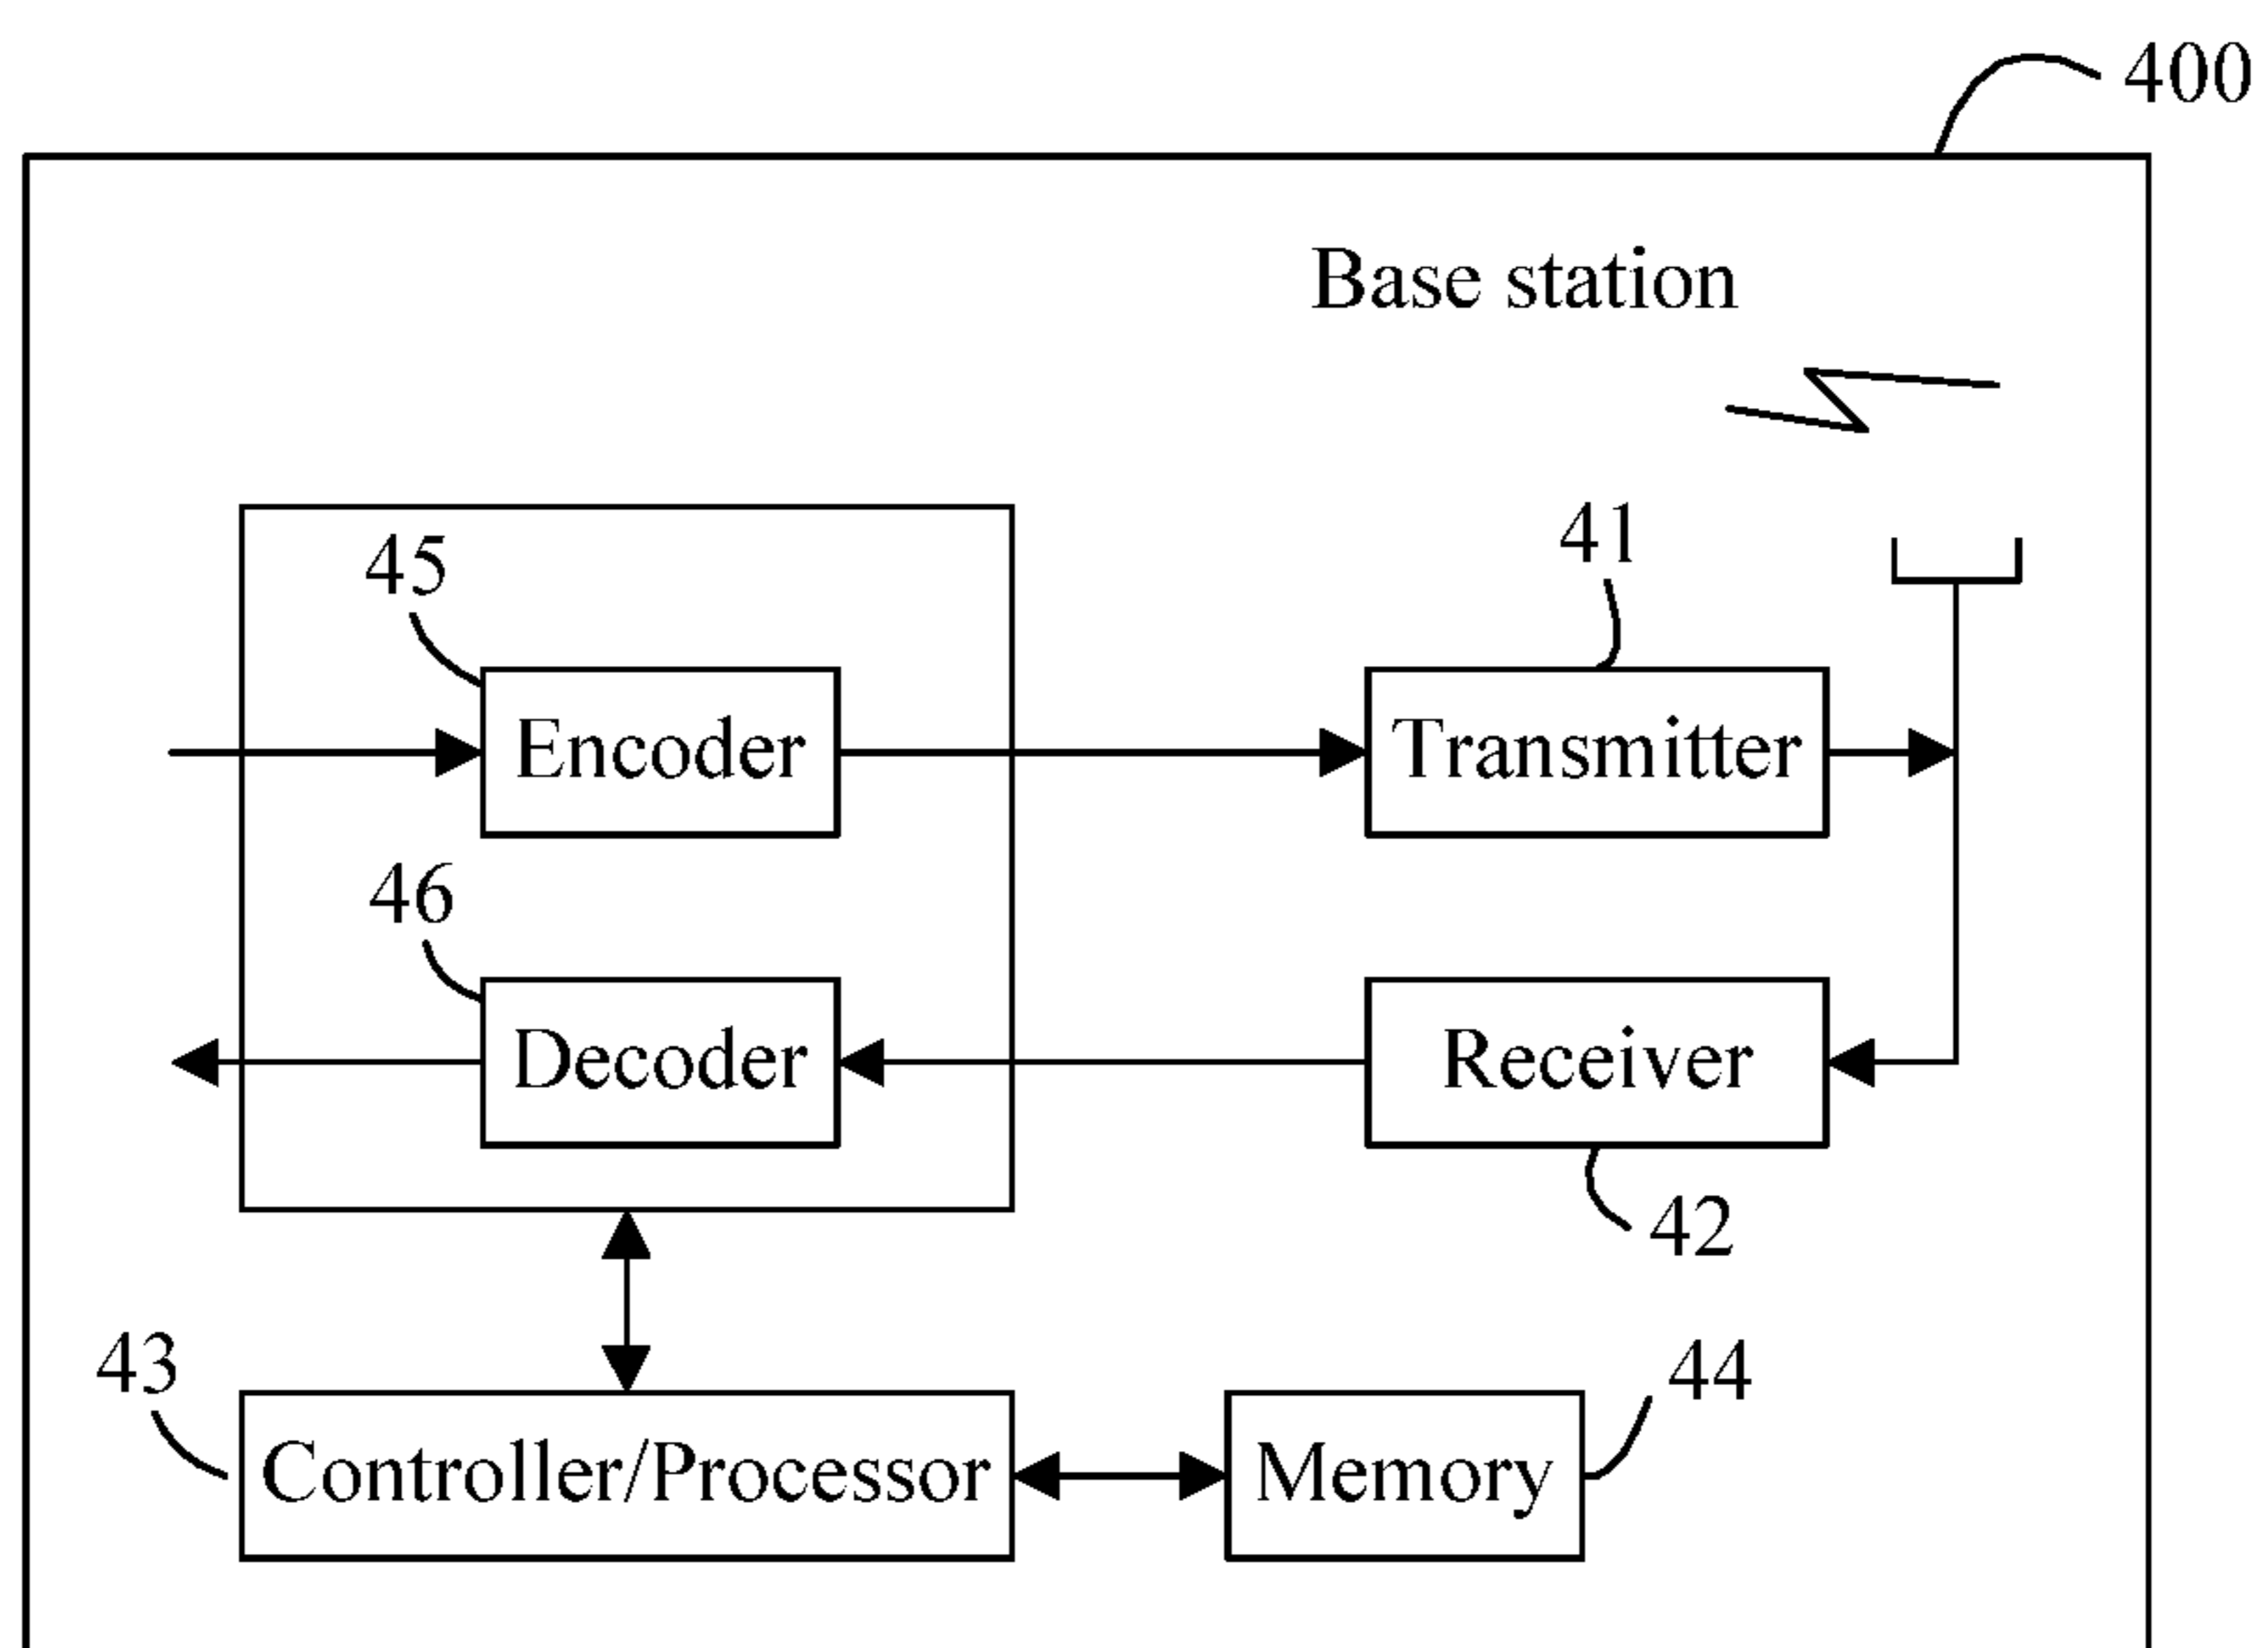 400
Base station
45
41
Encoder
Transmitter
46
Decoder
Receiver
42
43
44
Controller/Processor
Memory